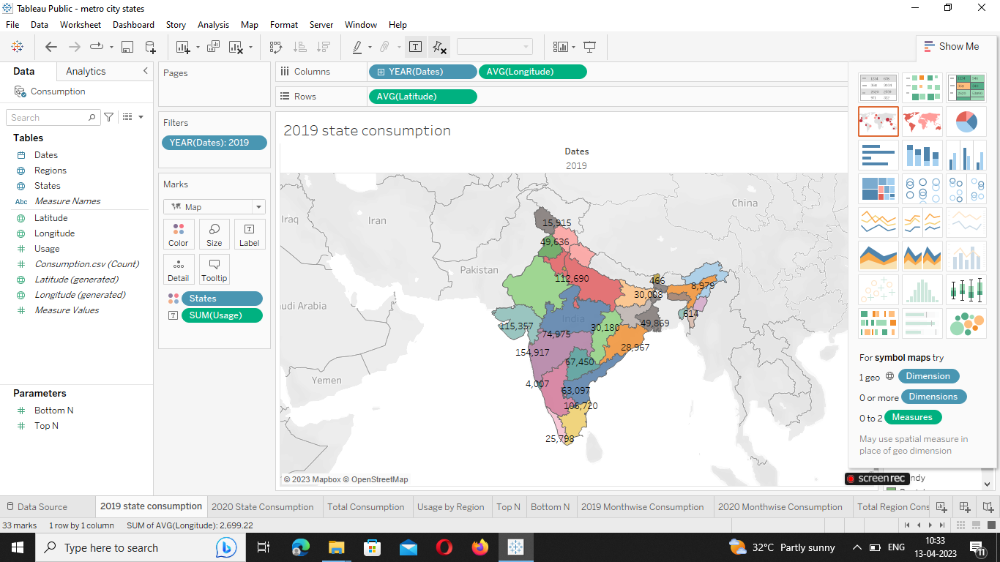 Tableau Public - metro city states
File Data Worksheet Dashboard Story Analysis Map Format Server Window Help
Show Me
Data Analytics
Consumption
Search
Tables
Dates
Regions
States
Abc Measure Names
Latitude
Longitude
Usage
Consumption.csv (Count)
Latitude (generated)
Longitude (generated)
Measure Values
Parameters
Bottom N
Top N
Pages
Filters
YEAR(Dates): 2019
Marks
Map
Color Size Label
Detail Tooltip
States
SUM(Usage)
Columns YEAR(Dates) AVG(Longitude)
Rows AVG(Latitude)
2019 state consumption
Dates
2019
China
Iraq
Iran
Pakistan
udi Arabia
Yemen
India
15,915
49,636
112,690
466
8,979
30,008
614
115,357
74,975
30,180
49,869
154,917
28,967
67,450
4,007
63,097
106,720
25,798
© 2023 Mapbox © OpenStreetMap
For symbol maps try
1 geo Dimension
0 or more Dimensions
0 to 2 Measures
May use spatial measure in
place of geo dimension
screenrec
Data Source 2019 state consumption 2020 State Consumption Total Consumption Usage by Region Top N Bottom N 2019 Monthwise Consumption 2020 Monthwise Consumption Total Region Cons
33 marks 1 row by 1 column SUM of AVG(Longitude): 2,699.22
Type here to search
32°C Partly sunny
ENG
10:33
13-04-2023
11